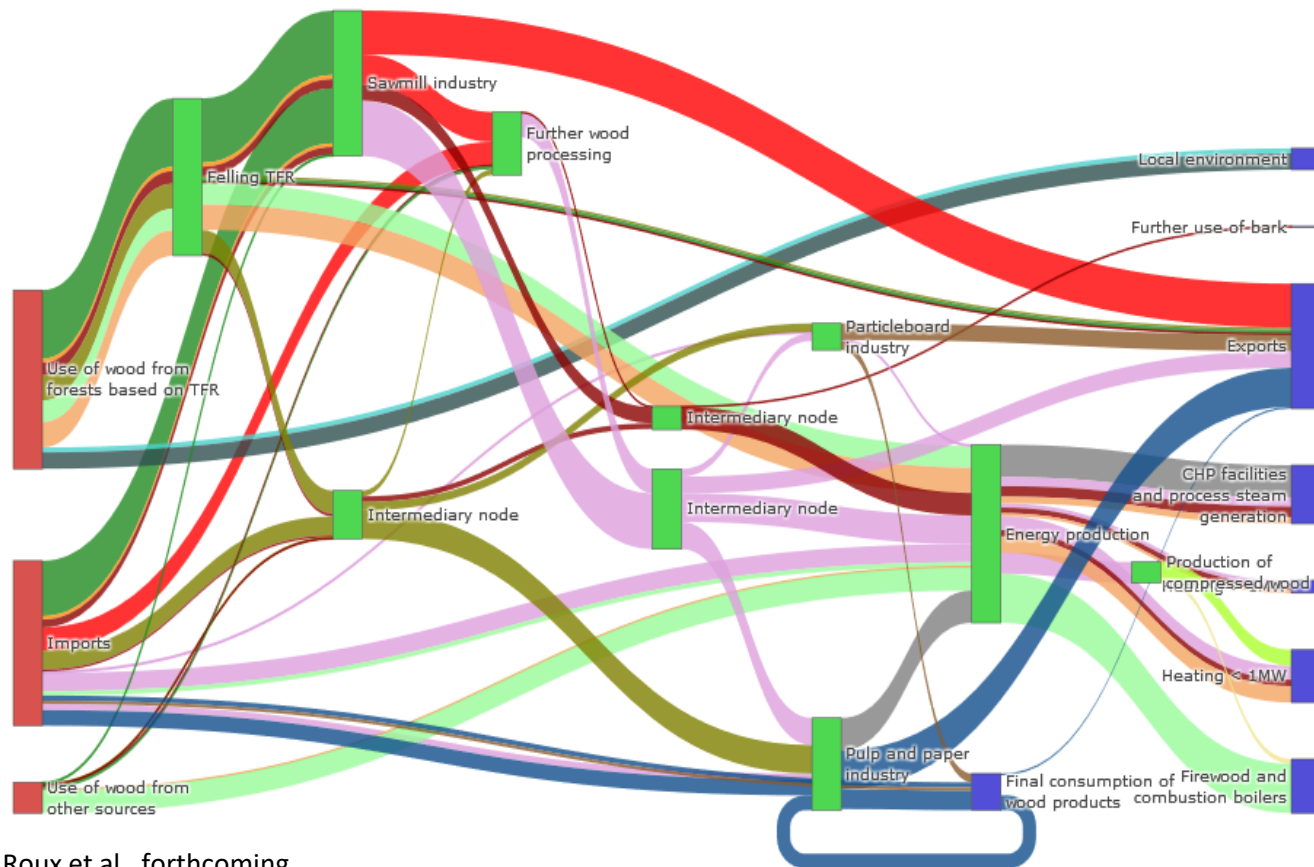 Sawmill industry
Further wood
processing
Local environment
Felling TFR
Further use of bark
Particleboard
industry
Exports
Use of wood from
forests based on TFR
Intermediary node
CHP facilities
and process steam
generation
Intermediary node
Intermediary node
Energy production
Production of
compressed wood
<1MW
Imports
Heating < 1MW
Pulp and paper
industry
Final consumption of
wood products
Firewood and
combustion boilers
Use of wood from
other sources
Roux et al., forthcoming